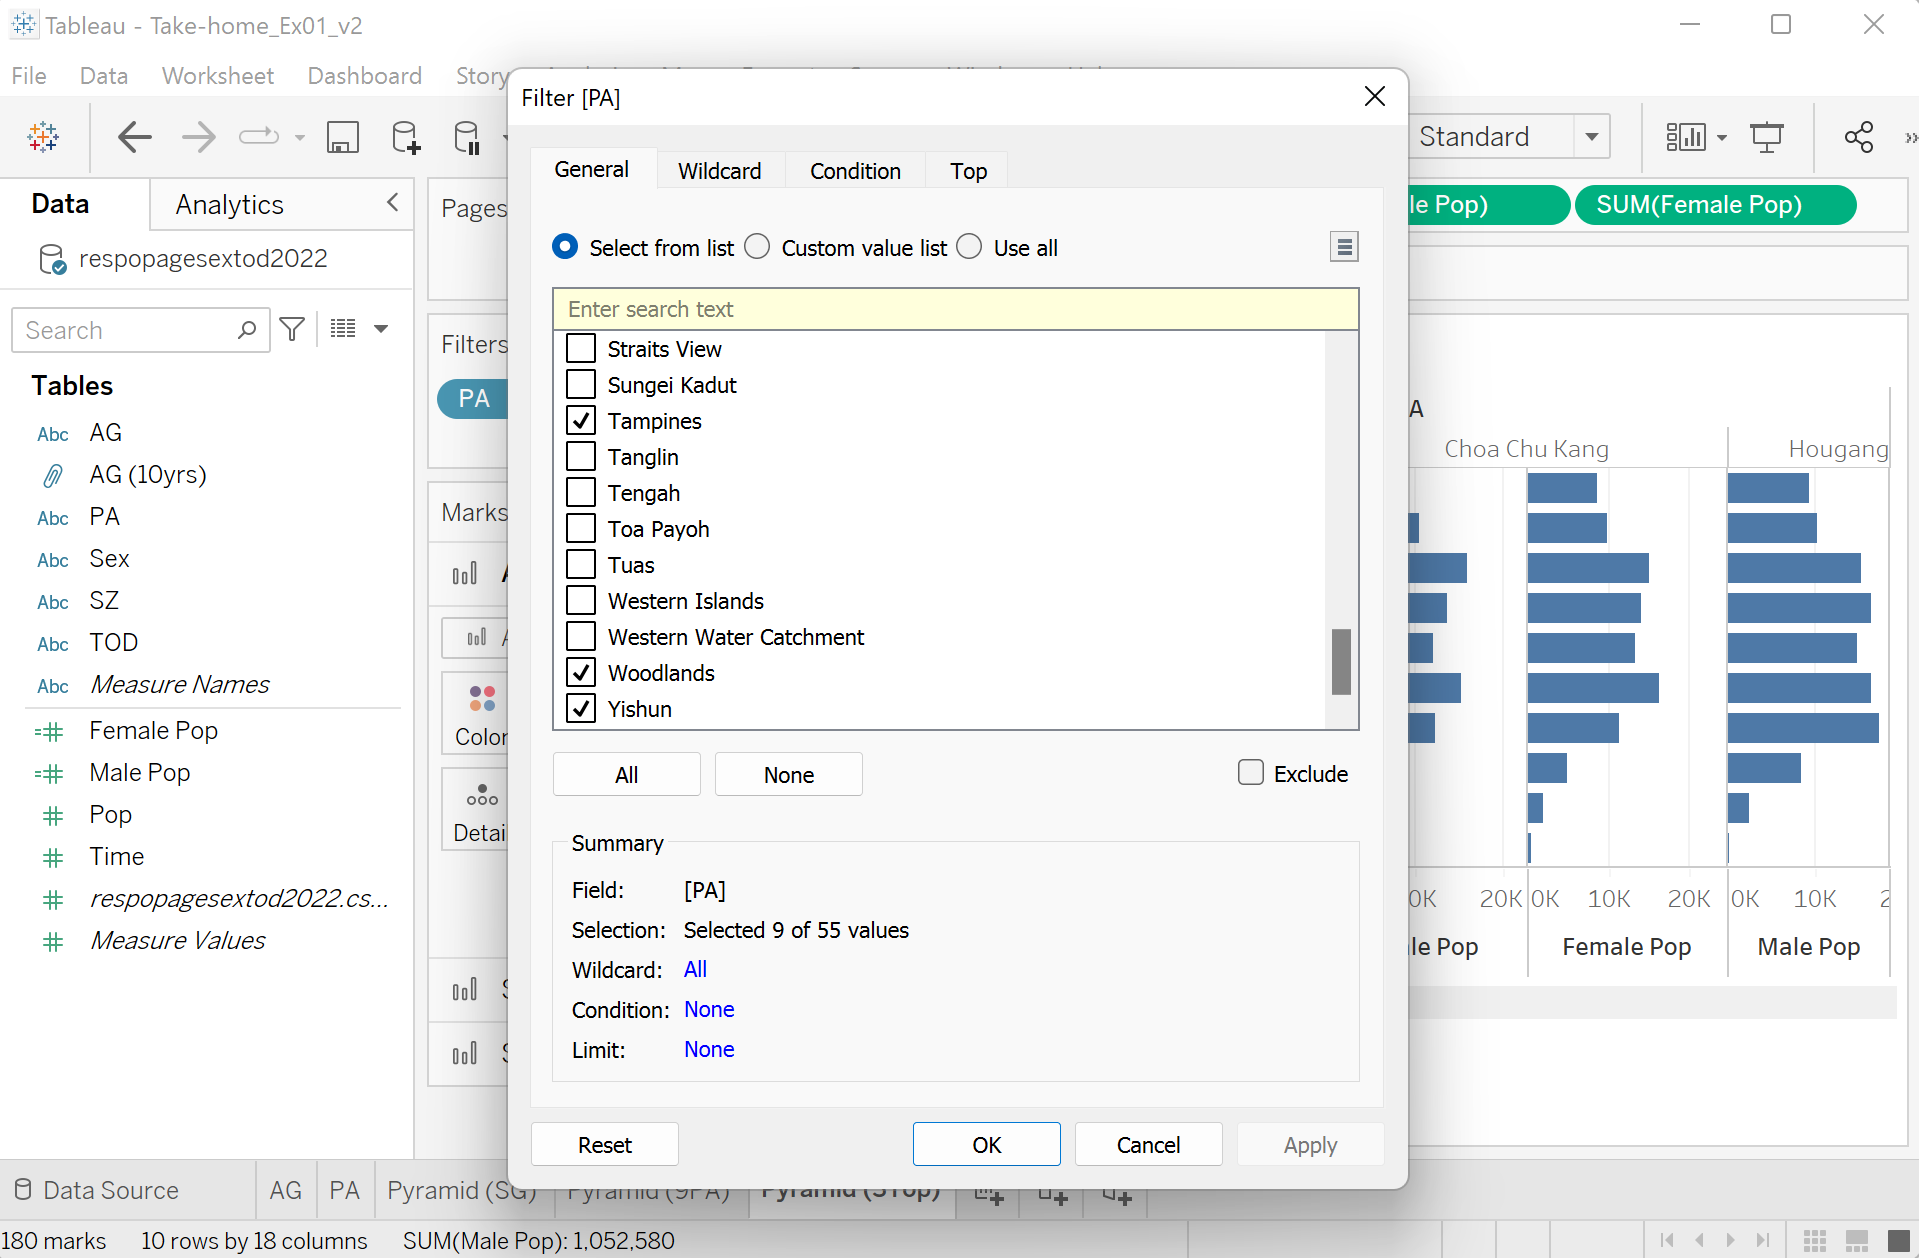 Tableau - Take-home_Ex01_v2
File Data Worksheet Dashboard Story
Filter [PA]
Standard
Data Analytics
respopagesextod2022
Search
Tables
Abc AG
AG (10yrs)
Abc PA
Abc Sex
Abc SZ
Abc TOD
Abc Measure Names
Female Pop
Male Pop
Pop
Time
respopagesextod2022.cs...
Measure Values
Pages
Filters
PA
Marks
Color
Detai
General Wildcard Condition Top
Select from list Custom value list Use all
Enter search text
Straits View
Sungei Kadut
Tampines
Tanglin
Tengah
Toa Payoh
Tuas
Western Islands
Western Water Catchment
Woodlands
Yishun
All None Exclude
Summary
Field: [PA]
Selection: Selected 9 of 55 values
Wildcard: All
Condition: None
Limit: None
Reset OK Cancel Apply
le Pop) SUM(Female Pop)
A
Choa Chu Kang Hougang
0K 20K 0K 10K 20K 0K 10K 2
le Pop Female Pop Male Pop
Data Source AG PA Pyramid (SG) Pyramid (9PA) Pyramid (3Top)
180 marks 10 rows by 18 columns SUM(Male Pop): 1,052,580